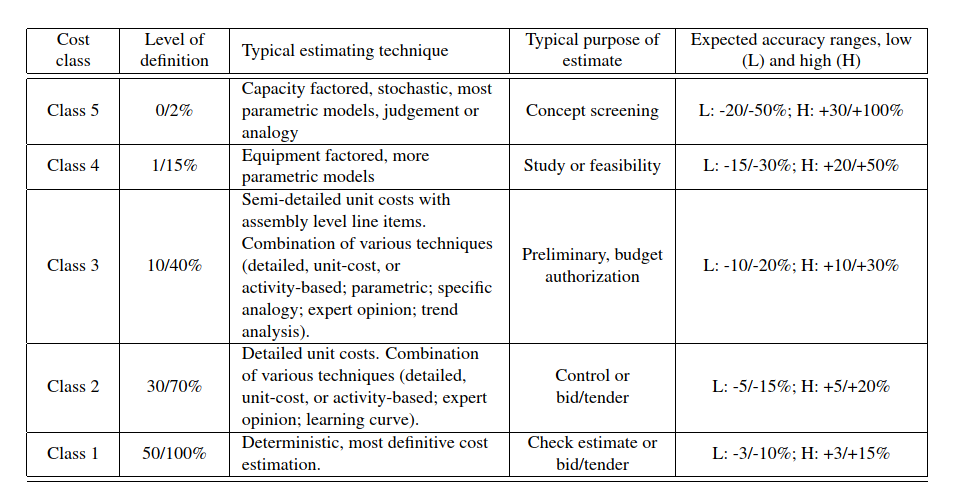 Cost class
Level of definition
Typical estimating technique
Typical purpose of estimate
Expected accuracy ranges, low (L) and high (H)
Class 5
0/2%
Capacity factored, stochastic, most
parametric models, judgement or
analogy
Concept screening
L: -20/-50%; H: +30/+100%
Class 4
1/15%
Equipment factored, more
parametric models
Study or feasibility
L: -15/-30%; H: +20/+50%
Class 3
10/40%
Semi-detailed unit costs with
assembly level line items.
Combination of various techniques
(detailed, unit-cost, or
activity-based; parametric; specific
analogy; expert opinion; trend
analysis).
Preliminary, budget
authorization
L: -10/-20%; H: +10/+30%
Class 2
30/70%
Detailed unit costs. Combination
of various techniques (detailed,
unit-cost, or activity-based; expert
opinion; learning curve).
Control or
bid/tender
L: -5/-15%; H: +5/+20%
Class 1
50/100%
Deterministic, most definitive cost
estimation.
Check estimate or
bid/tender
L: -3/-10%; H: +3/+15%